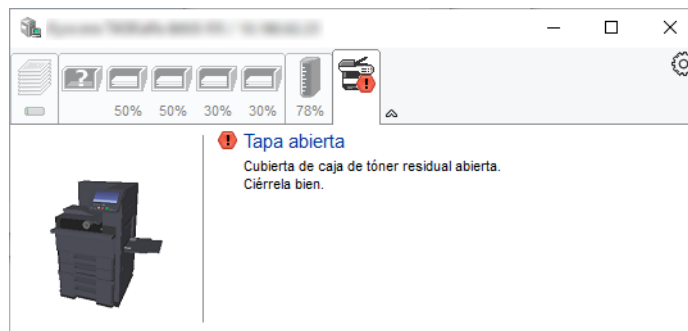 50% 50% 30% 30% 78%
Tapa abierta
Cubierta de caja de tóner residual abierta.
Ciérrela bien.